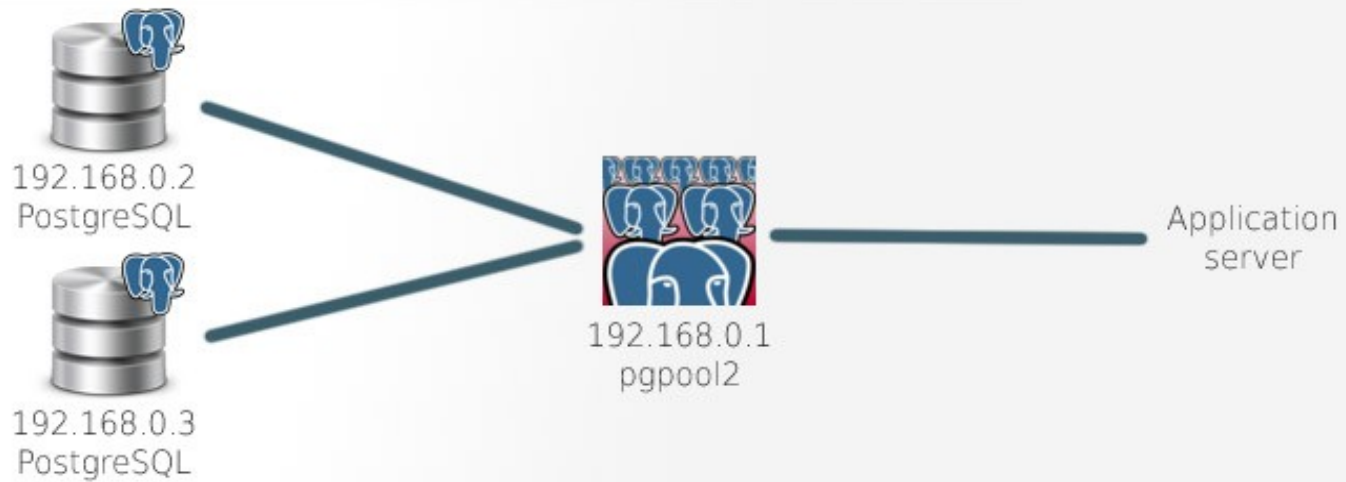 192.168.0.2
PostgreSQL
192.168.0.3
PostgreSQL
192.168.0.1
pgpool2
Application
server